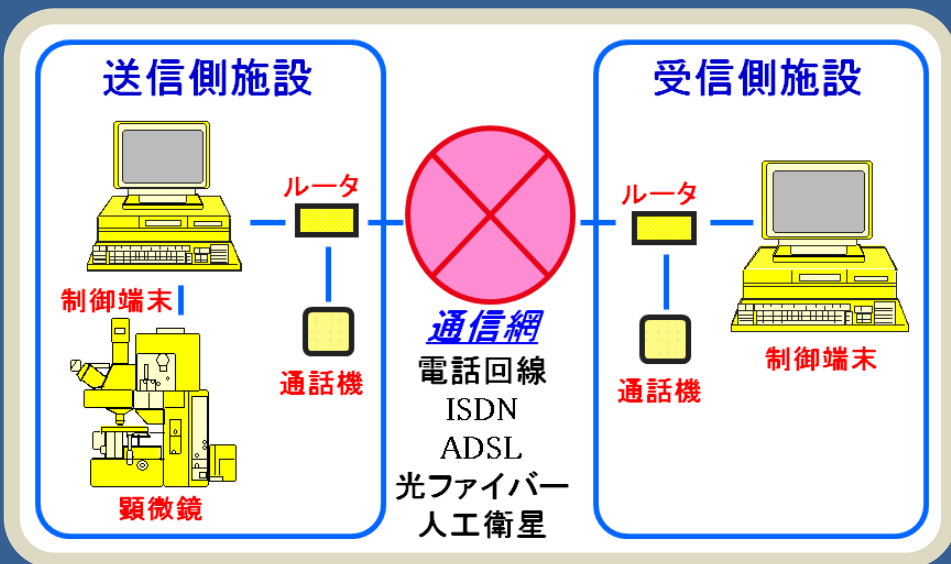 送信側施設
ルータ
制御端末
通話機
顕微鏡
通信網
電話回線
ISDN
ADSL
光ファイバー
人工衛星
受信側施設
ルータ
通話機
制御端末